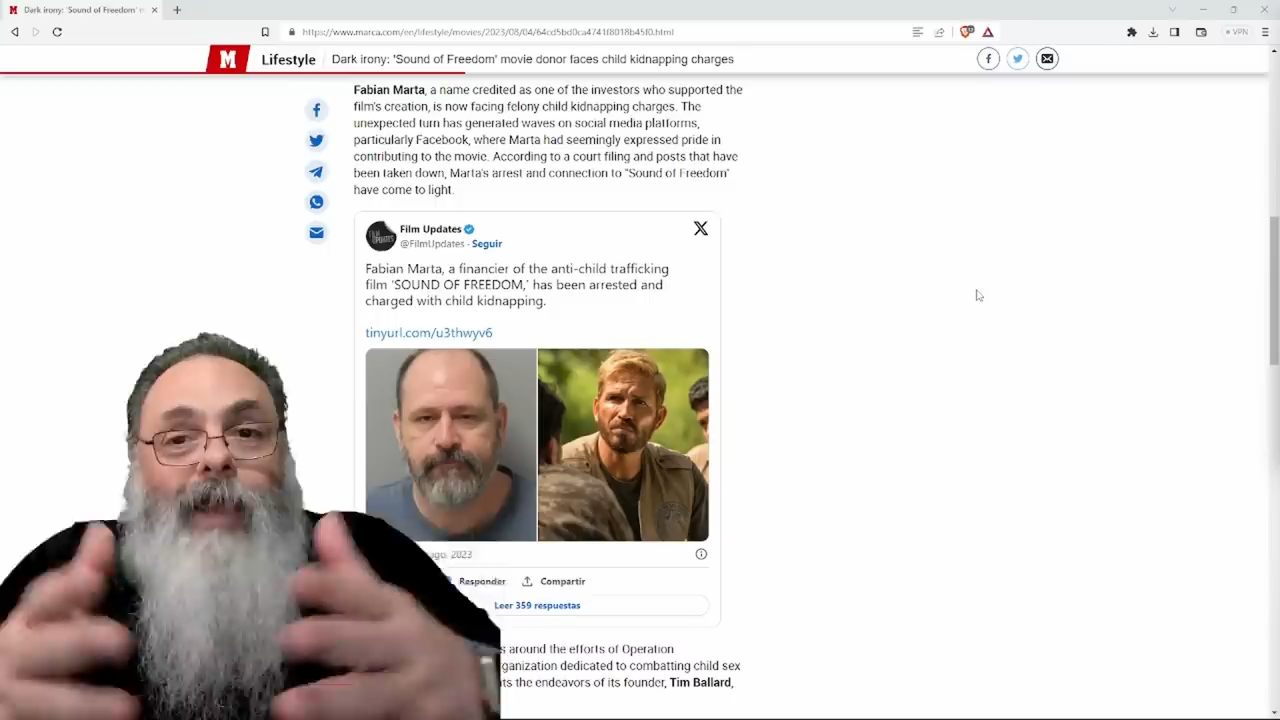 Dark irony: 'Sound of Freedom' m
https://www.marca.com/en/lifestyle/movies/2023/08/04/64cd5bd0ca4741f8018b45f0.html
VPN
M
Lifestyle
Dark irony: 'Sound of Freedom' movie donor faces child kidnapping charges
Fabian Marta, a name credited as one of the investors who supported the
film's creation, is now facing felony child kidnapping charges. The
unexpected turn has generated waves on social media platforms,
particularly Facebook, where Marta had seemingly expressed pride in
contributing to the movie. According to a court filing and posts that have
been taken down, Marta's arrest and connection to "Sound of Freedom"
have come to light.
Film Updates
@FilmUpdates · Seguir
Fabian Marta, a financier of the anti-child trafficking
film 'SOUND OF FREEDOM,' has been arrested and
charged with child kidnapping.
tinyurl.com/u3thwyv6
ago. 2023
Responder
Compartir
Leer 359 respuestas
around the efforts of Operation
ganization dedicated to combatting child sex
the endeavors of its founder, Tim Ballard,